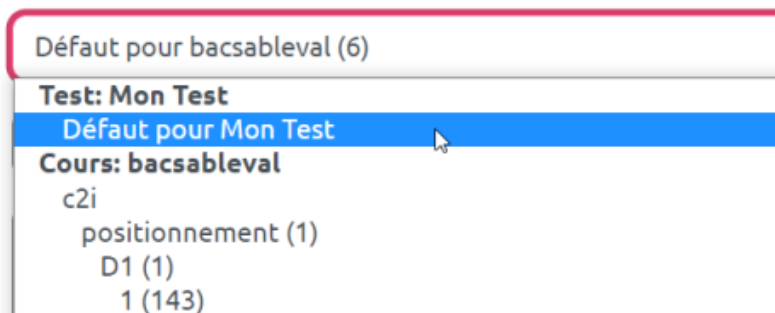 Défaut pour bacsableval (6)
Test: Mon Test
Défaut pour Mon Test
Cours: bacsableval
c2i
positionnement (1)
D1 (1)
1 (143)